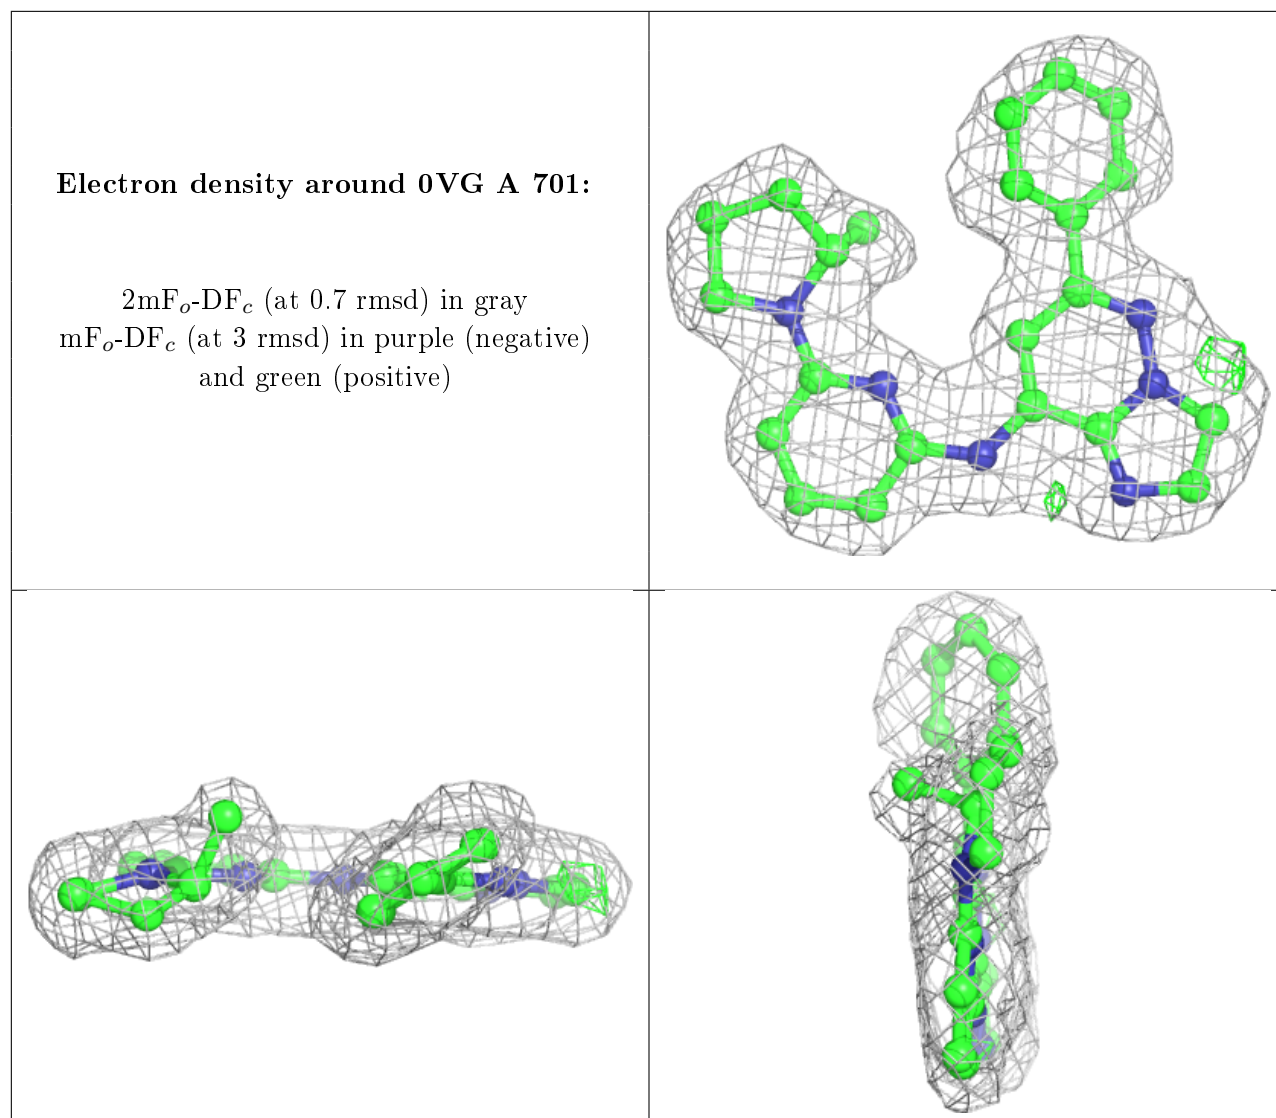 Electron density around 0VG A 701:
2mFo-DFc (at 0.7 rmsd) in gray
mFo-DFc (at 3 rmsd) in purple (negative)
and green (positive)